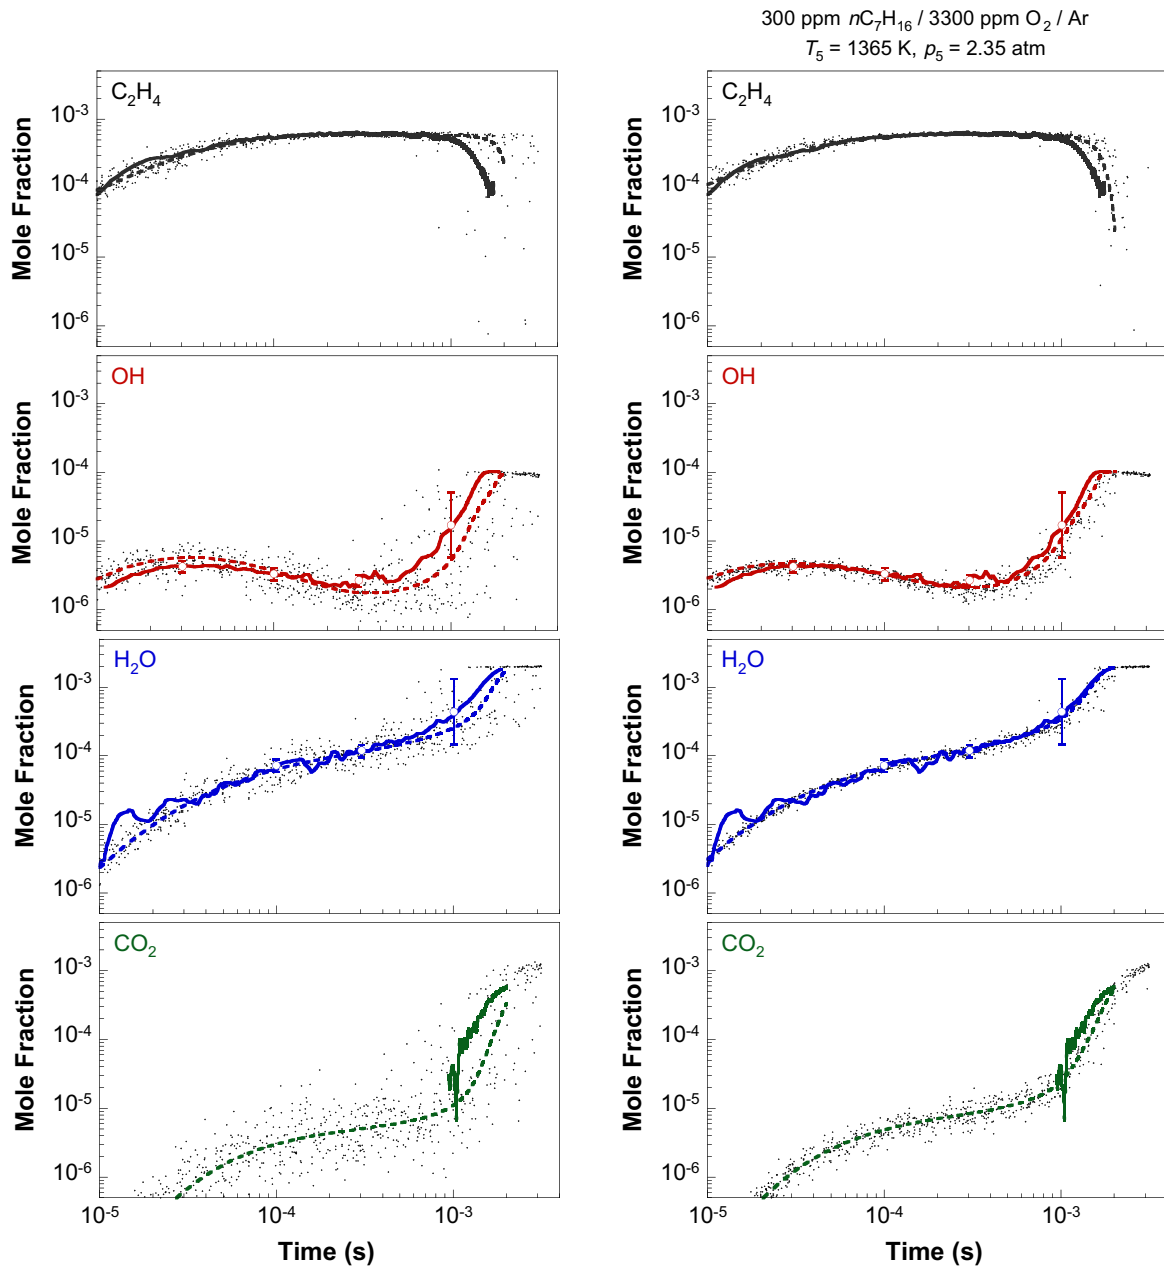 300 ppm nC₇H₁₆ / 3300 ppm O₂ / Ar
T₅ = 1365 K, p₅ = 2.35 atm
C₂H₄
10⁻³
10⁻⁴
10⁻⁵
10⁻⁶
Mole Fraction
C₂H₄
10⁻³
10⁻⁴
10⁻⁵
10⁻⁶
Mole Fraction
OH
10⁻³
10⁻⁴
10⁻⁵
10⁻⁶
Mole Fraction
OH
10⁻³
10⁻⁴
10⁻⁵
10⁻⁶
Mole Fraction
H₂O
10⁻³
10⁻⁴
10⁻⁵
10⁻⁶
Mole Fraction
H₂O
10⁻³
10⁻⁴
10⁻⁵
10⁻⁶
Mole Fraction
CO₂
10⁻³
10⁻⁴
10⁻⁵
10⁻⁶
Mole Fraction
10⁻⁵ 10⁻⁴ 10⁻³
Time (s)
CO₂
10⁻³
10⁻⁴
10⁻⁵
10⁻⁶
Mole Fraction
10⁻⁵ 10⁻⁴ 10⁻³
Time (s)